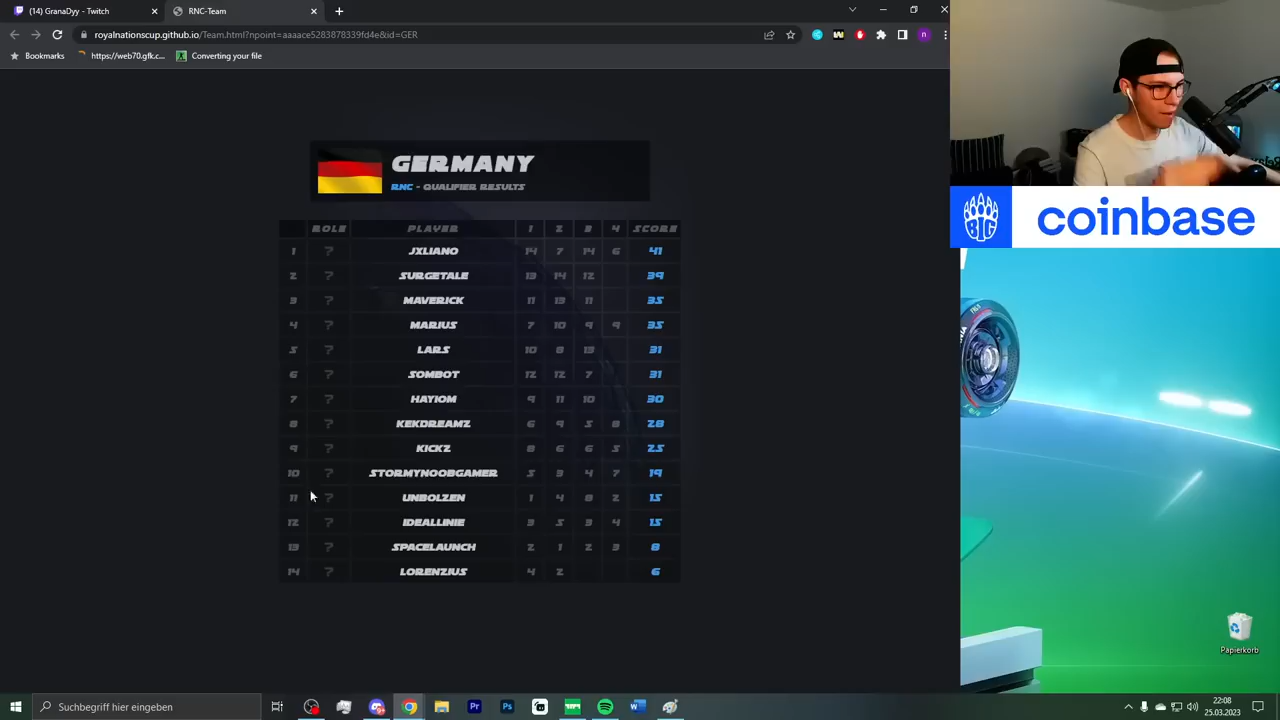 (14) GranaDyy - Twitch
RNC-Team
royalnationscup.github.io/Team.html?npoint=aaaace5283878339fd4e&id=GER
Bookmarks
https://web70.gfk.c...
Converting your file
GERMANY
RNC - QUALIFIER RESULTS
ROLE PLAYER 1 2 3 4 SCORE
1 ? JXLIANO 14 7 14 6 41
2 ? SURGETALE 13 14 12 39
3 ? MAVERICK 11 13 11 35
4 ? MARIUS 7 10 9 9 35
5 ? LARS 10 8 13 31
6 ? SOMBOT 12 12 7 31
7 ? HAYIOM 9 11 10 30
8 ? KEKDREAMZ 6 9 5 8 28
9 ? KICKZ 8 6 6 5 25
10 ? STORMYNOOBGAMER 5 3 4 7 19
11 ? UNBOLZEN 1 4 8 2 15
12 ? IDEALLINIE 3 5 3 4 15
13 ? SPACELAUNCH 2 1 2 3 8
14 ? LORENZIUS 4 2 6
BIG
coinbase
Papierkorb
Suchbegriff hier eingeben
Pr
Ps
22:08
25.03.2023